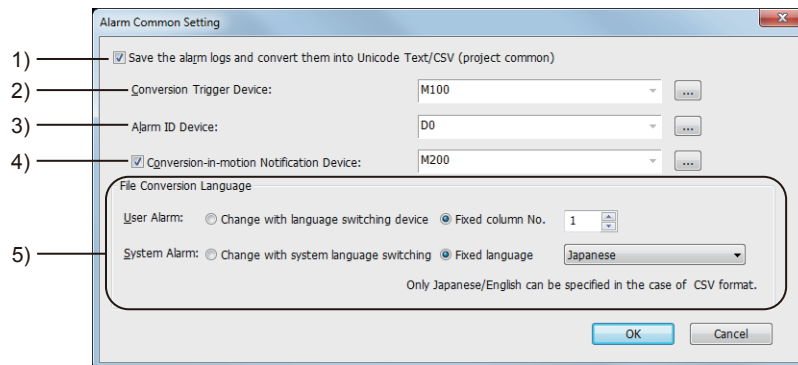 Alarm Common Setting
1) Save the alarm logs and convert them into Unicode Text/CSV (project common)
2) Conversion Trigger Device: M100 ...
3) Alarm ID Device: D0 ...
4) Conversion-in-motion Notification Device: M200 ...
File Conversion Language
User Alarm: Change with language switching device Fixed column No. 1
5) System Alarm: Change with system language switching Fixed language Japanese
Only Japanese/English can be specified in the case of CSV format.
OK Cancel